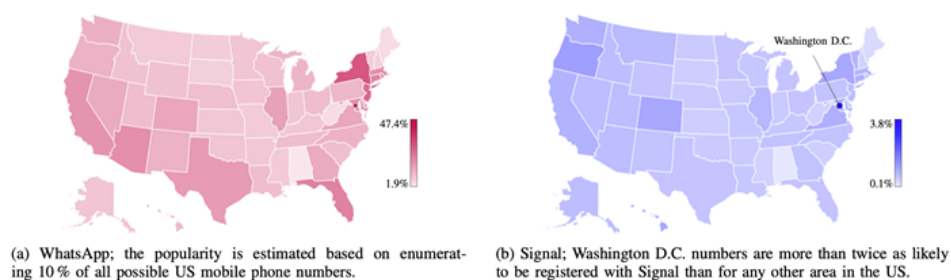 Washington D.C.
47.4%
1.9%
3.8%
0.1%
(a) WhatsApp; the popularity is estimated based on enumerat-
ing 10 % of all possible US mobile phone numbers.
(b) Signal; Washington D.C. numbers are more than twice as likely
to be registered with Signal than for any other area in the US.